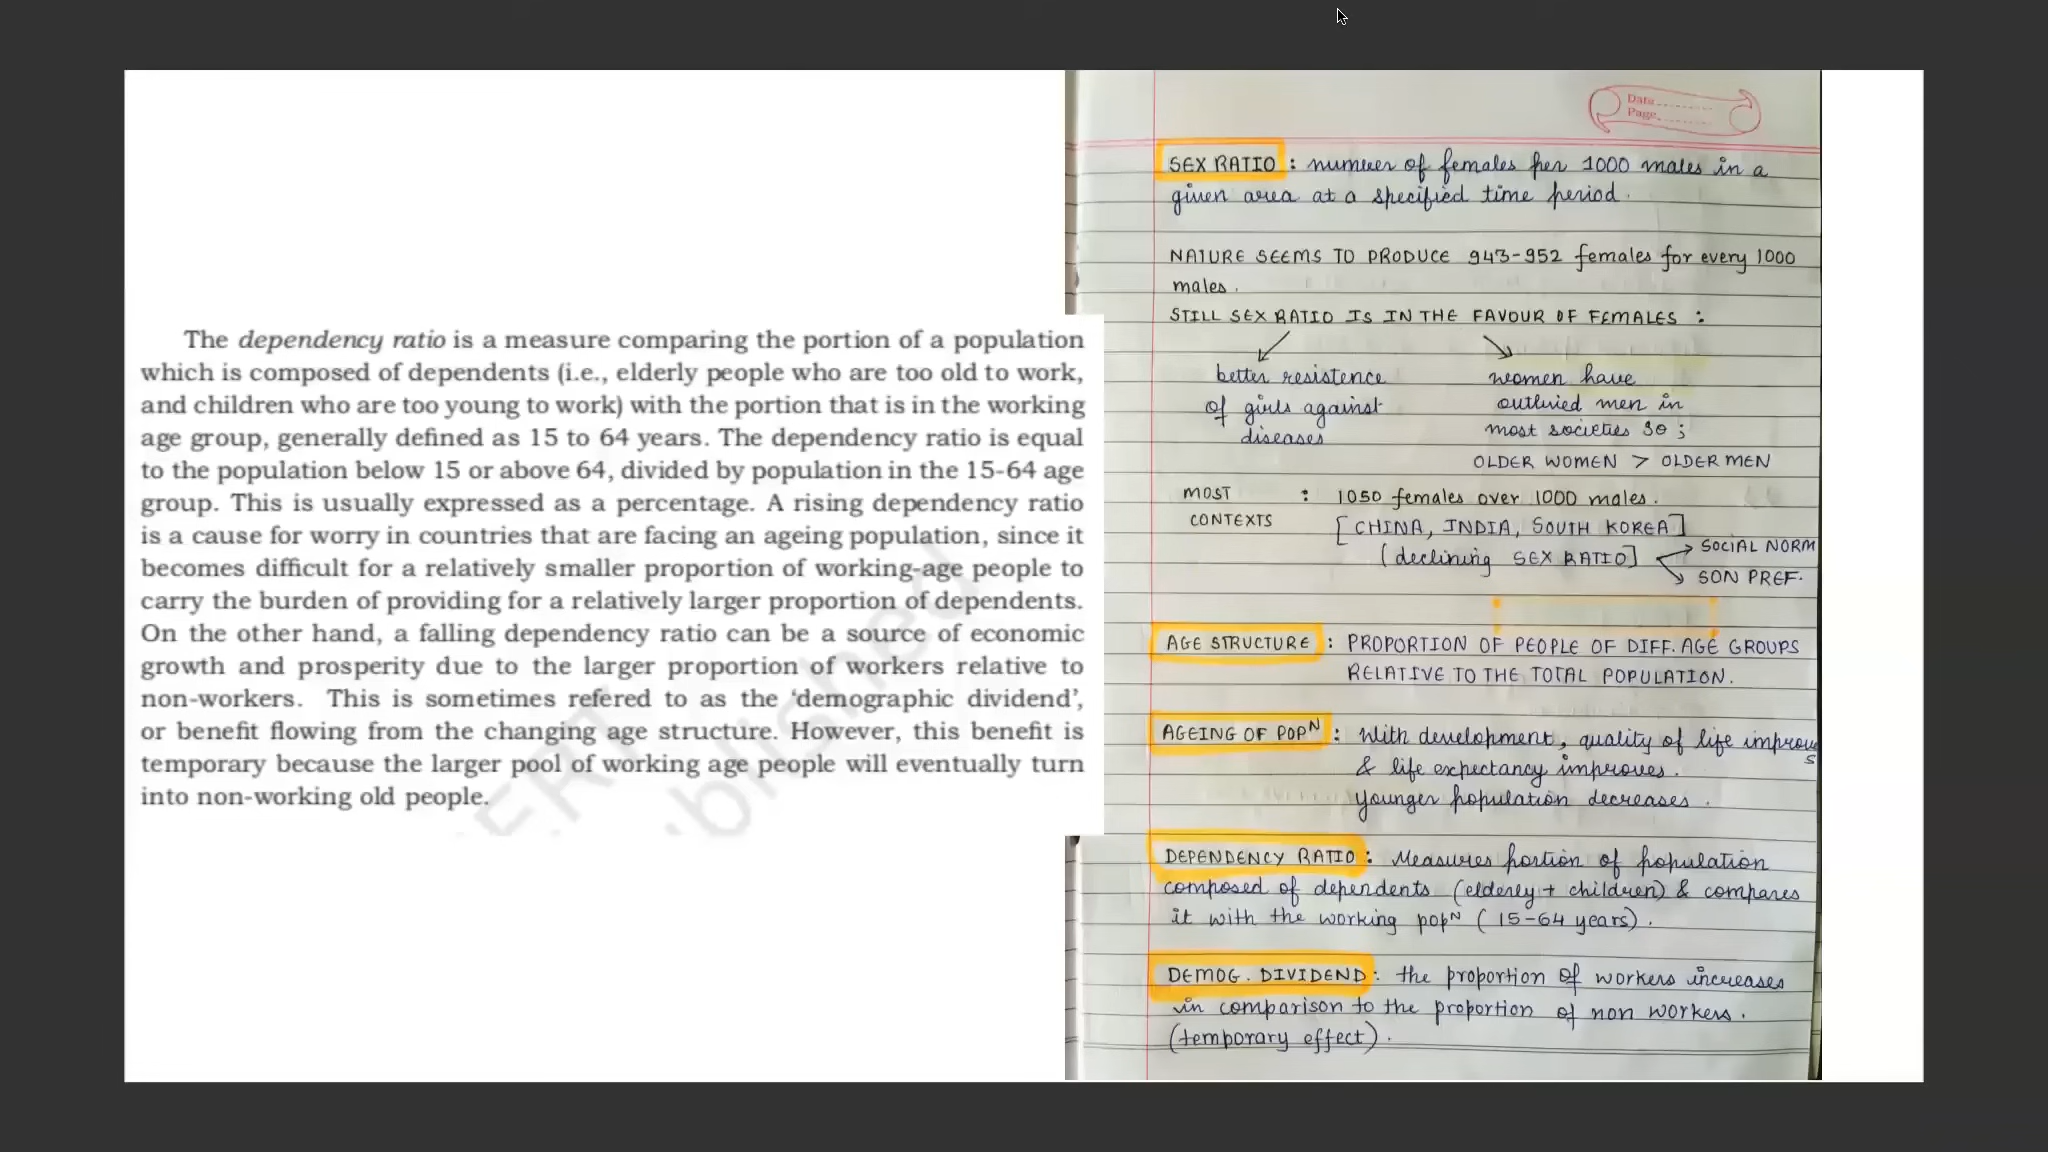 The dependency ratio is a measure comparing the portion of a population
which is composed of dependents (i.e., elderly people who are too old to work,
and children who are too young to work) with the portion that is in the working
age group, generally defined as 15 to 64 years. The dependency ratio is equal
to the population below 15 or above 64, divided by population in the 15-64 age
group. This is usually expressed as a percentage. A rising dependency ratio
is a cause for worry in countries that are facing an ageing population, since it
becomes difficult for a relatively smaller proportion of working-age people to
carry the burden of providing for a relatively larger proportion of dependents.
On the other hand, a falling dependency ratio can be a source of economic
growth and prosperity due to the larger proportion of workers relative to
non-workers. This is sometimes refered to as the ‘demographic dividend’,
or benefit flowing from the changing age structure. However, this benefit is
temporary because the larger pool of working age people will eventually turn
into non-working old people.
Date
Page
SEX RATIO : number of females per 1000 males in a
given area at a specified time period.
NATURE SEEMS TO PRODUCE 943-952 females for every 1000
males.
STILL SEX RATIO IS IN THE FAVOUR OF FEMALES :
better resistence
of girls against
diseases
women have
outlived men in
most societies so ;
OLDER WOMEN > OLDER MEN
MOST
CONTEXTS
: 1050 females over 1000 males.
[CHINA, INDIA, SOUTH KOREA]
[declining SEX RATIO]
SOCIAL NORM
SON PREF.
AGE STRUCTURE : PROPORTION OF PEOPLE OF DIFF. AGE GROUPS
RELATIVE TO THE TOTAL POPULATION.
AGEING OF POPN : With development, quality of life improves
& life expectancy improves.
younger population decreases.
DEPENDENCY RATIO : Measures portion of population
composed of dependents (elderly + children) & compares
it with the working popN (15-64 years).
DEMOG. DIVIDEND : the proportion of workers increases
in comparison to the proportion of non workers.
(temporary effect).